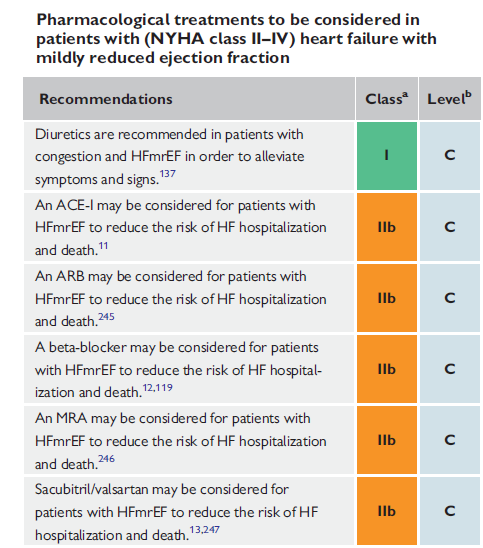 Pharmacological treatments to be considered in
patients with (NYHA class II–IV) heart failure with
mildly reduced ejection fraction
Recommendations Classᵃ Levelᵇ
Diuretics are recommended in patients with
congestion and HFmrEF in order to alleviate
symptoms and signs.¹³⁷
I C
An ACE-I may be considered for patients with
HFmrEF to reduce the risk of HF hospitalization
and death.¹¹
IIb C
An ARB may be considered for patients with
HFmrEF to reduce the risk of HF hospitalization
and death.²⁴⁵
IIb C
A beta-blocker may be considered for patients
with HFmrEF to reduce the risk of HF hospital-
ization and death.¹²,¹¹⁹
IIb C
An MRA may be considered for patients with
HFmrEF to reduce the risk of HF hospitalization
and death.²⁴⁶
IIb C
Sacubitril/valsartan may be considered for
patients with HFmrEF to reduce the risk of HF
hospitalization and death.¹³,²⁴⁷
IIb C